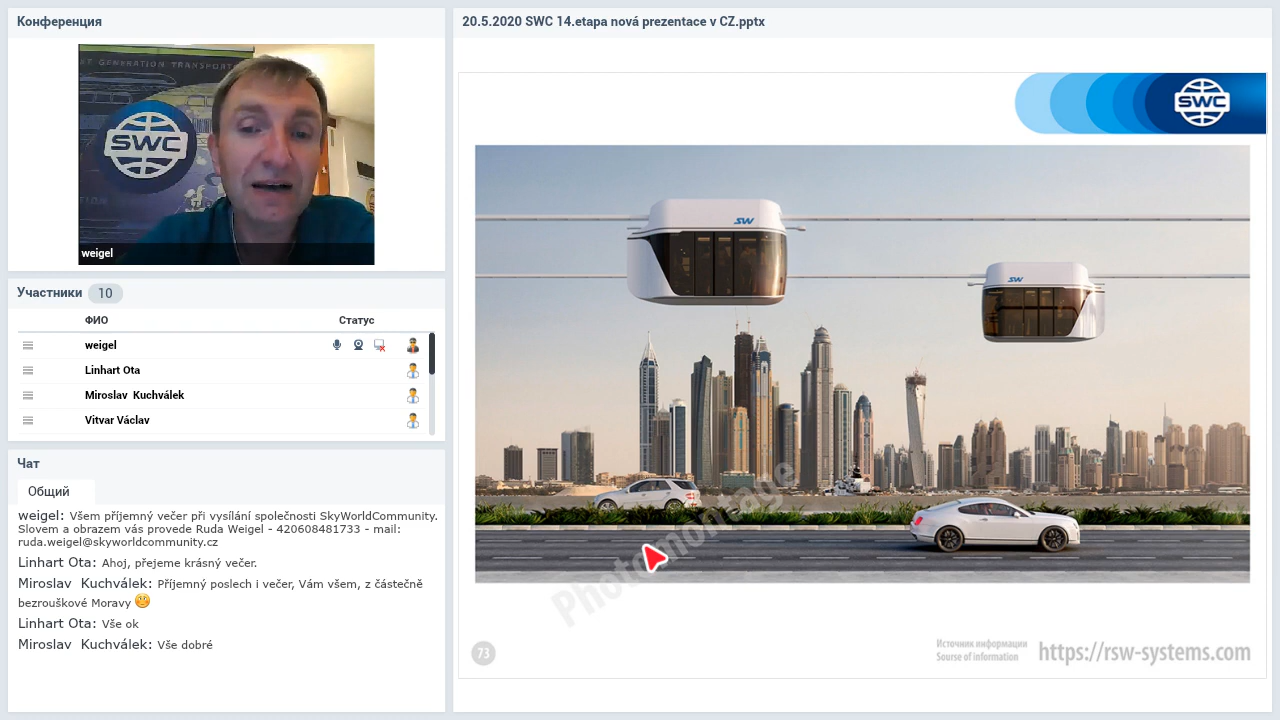 Конференция
NEXT GENERATION TRANSPORT
SWC
weigel
Участники 10
ФИО Статус
weigel
Linhart Ota
Miroslav Kuchválek
Vitvar Václav
Чат
Общий
weigel: Všem příjemný večer při vysílání společnosti SkyWorldCommunity.
Slovem a obrazem vás provede Ruda Weigel - 420608481733 - mail:
ruda.weigel@skyworldcommunity.cz
Linhart Ota: Ahoj, přejeme krásný večer.
Miroslav Kuchválek: Příjemný poslech i večer, Vám všem, z částečně
bezrouškové Moravy
Linhart Ota: Vše ok
Miroslav Kuchválek: Vše dobré
20.5.2020 SWC 14.etapa nová prezentace v CZ.pptx
SWC
SW
SW
Photomontage
73
Источник информации
Sourse of information
https://rsw-systems.com